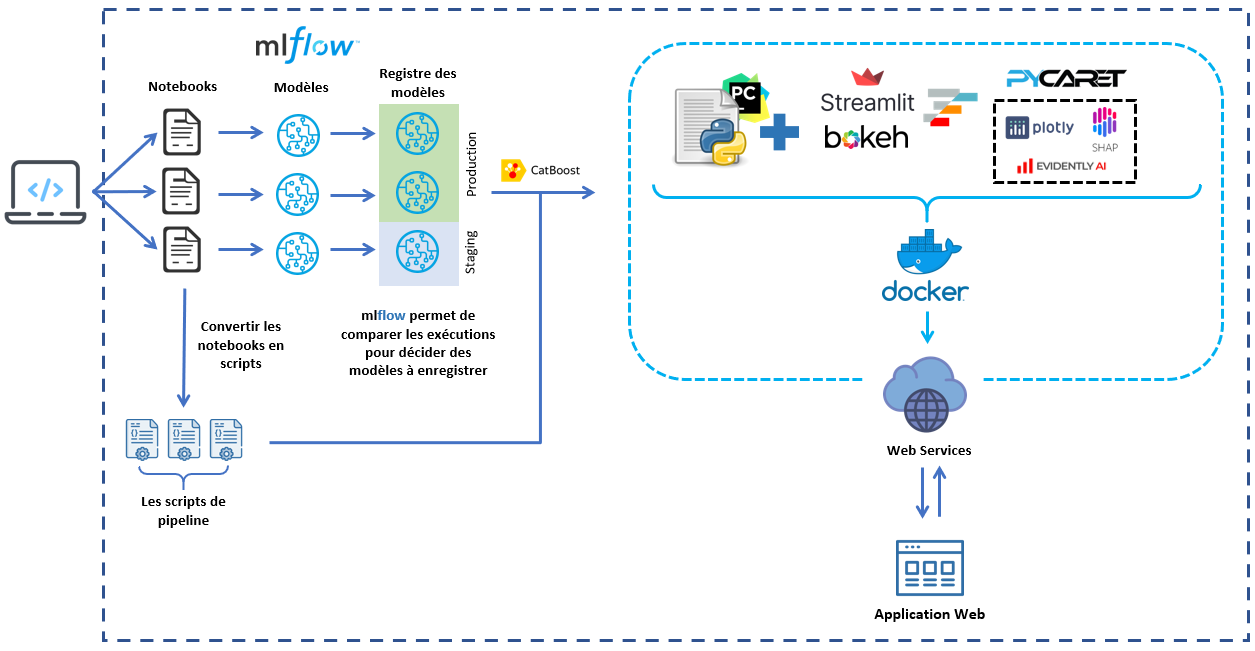 mlflow™
Notebooks
Modèles
Registre des
modèles
Production
Staging
CatBoost
mlflow permet de
comparer les exécutions
pour décider des
modèles à enregistrer
Convertir les
notebooks en
scripts
Les scripts de
pipeline
</>
{}
{}
{}
PC
Streamlit
bokeh
PYCARET
plotly
SHAP
EVIDENTLY AI
docker
Web Services
Application Web